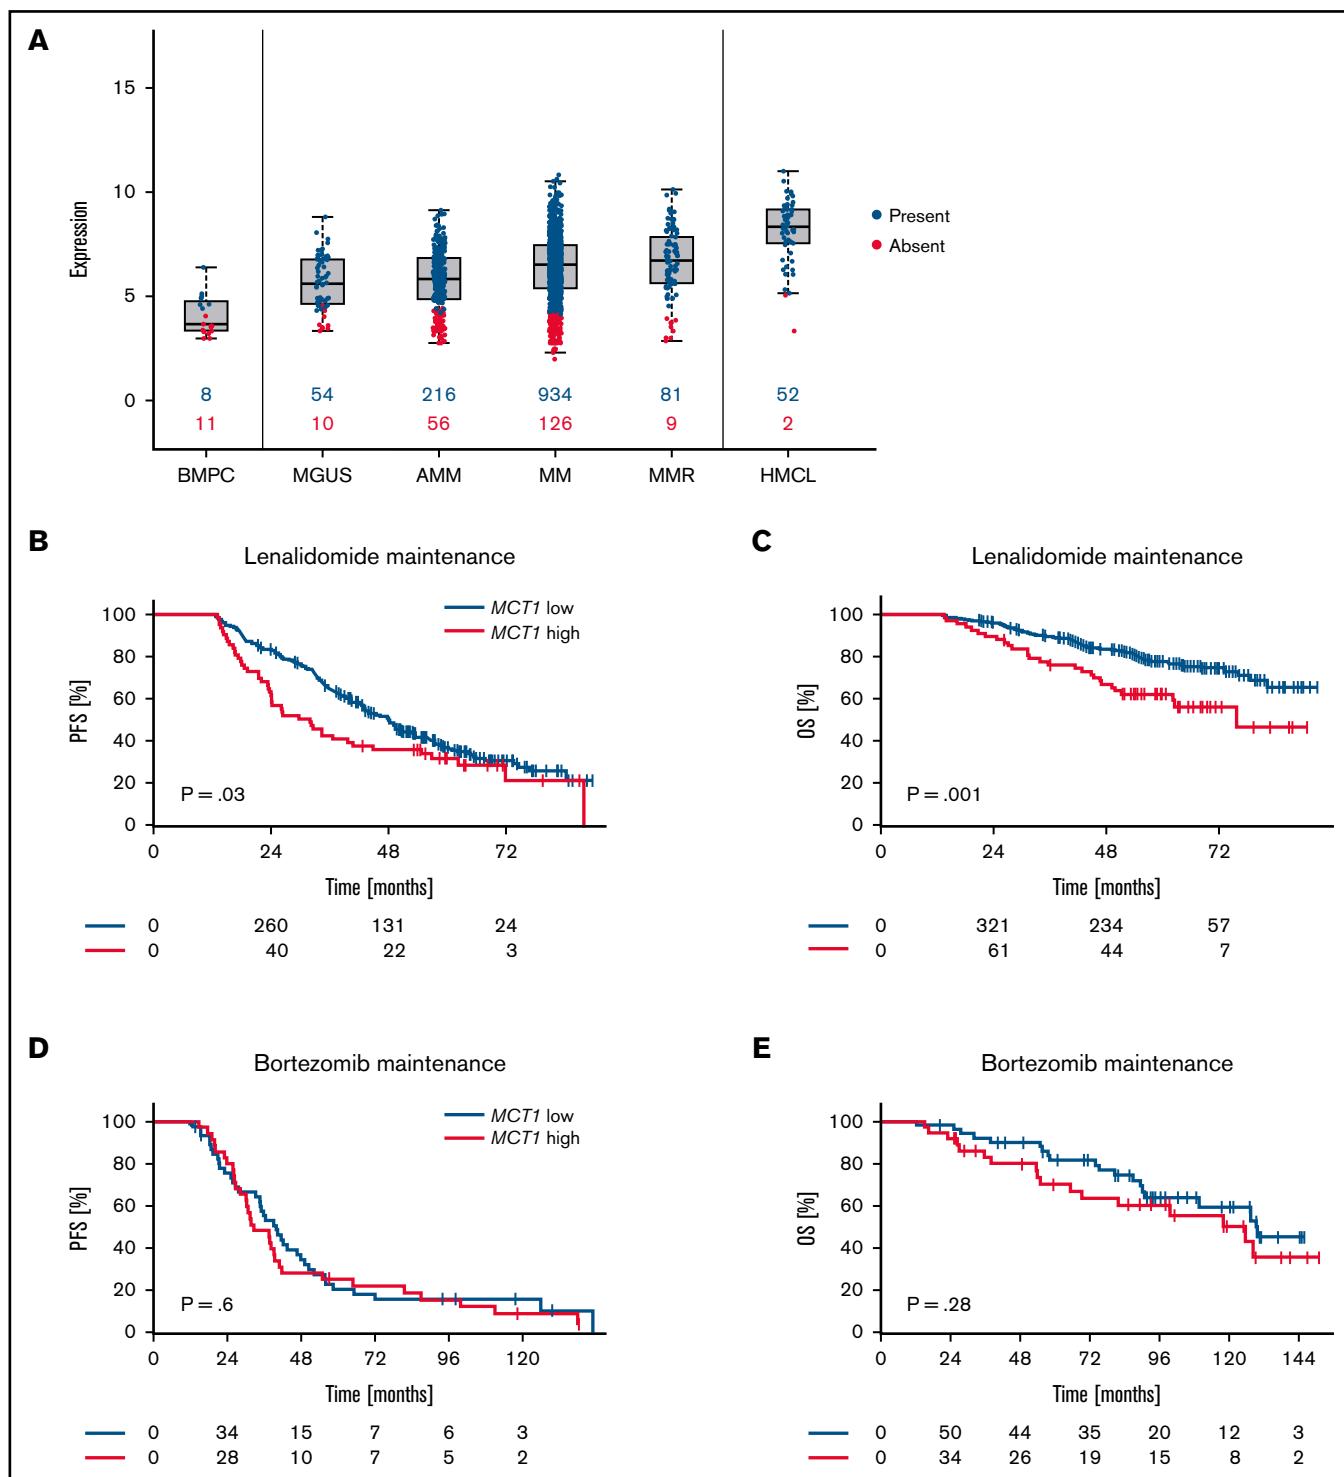 A
15
10
5
0
Expression
Present
Absent
8 54 216 934 81 52
11 10 56 126 9 2
BMPC MGUS AMM MM MMR HMCL
B
Lenalidomide maintenance
MCT1 low
MCT1 high
100
80
60
40
20
0
PFS [%]
P = .03
0 24 48 72
Time [months]
0 260 131 24
0 40 22 3
C
Lenalidomide maintenance
100
80
60
40
20
0
OS [%]
P = .001
0 24 48 72
Time [months]
0 321 234 57
0 61 44 7
D
Bortezomib maintenance
MCT1 low
MCT1 high
100
80
60
40
20
0
PFS [%]
P = .6
0 24 48 72 96 120
Time [months]
0 34 15 7 6 3
0 28 10 7 5 2
E
Bortezomib maintenance
100
80
60
40
20
0
OS [%]
P = .28
0 24 48 72 96 120 144
Time [months]
0 50 44 35 20 12 3
0 34 26 19 15 8 2